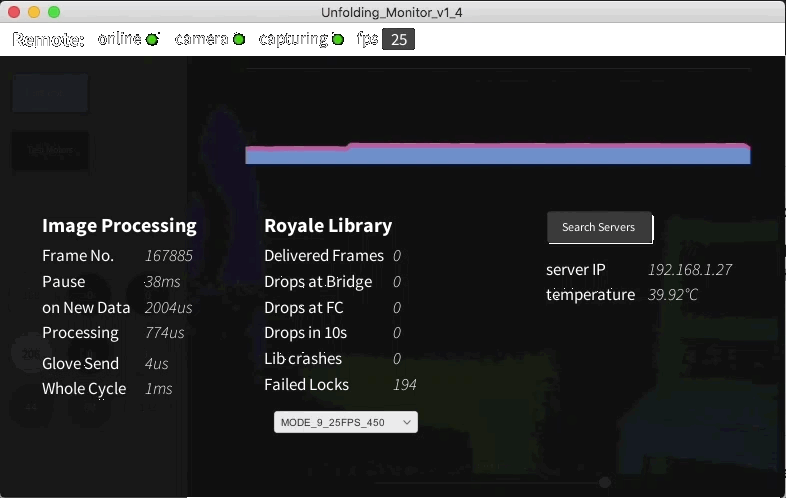 Unfolding_Monitor_v1_4
Remote: online camera capturing fps 25
Image Processing
Frame No. 167885
Pause 38ms
on New Data 2004us
Processing 774us
Glove Send 4us
Whole Cycle 1ms
Royale Library
Delivered Frames 0
Drops at Bridge 0
Drops at FC 0
Drops in 10s 0
Lib crashes 0
Failed Locks 194
MODE_9_25FPS_450
Search Servers
server IP 192.168.1.27
temperature 39.92°C